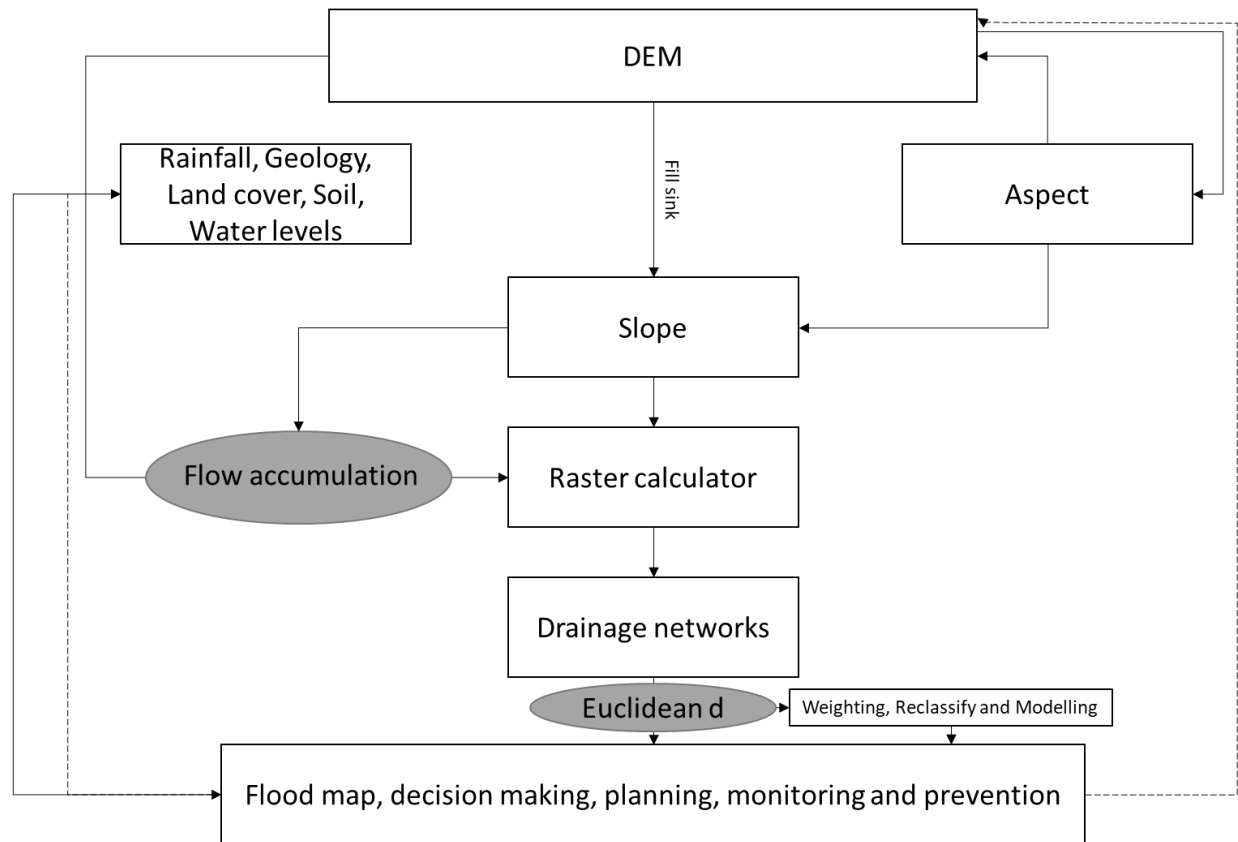 DEM
Rainfall, Geology,
Land cover, Soil,
Water levels
Fill sink
Aspect
Slope
Flow accumulation
Raster calculator
Drainage networks
Euclidean d
Weighting, Reclassify and Modelling
Flood map, decision making, planning, monitoring and prevention